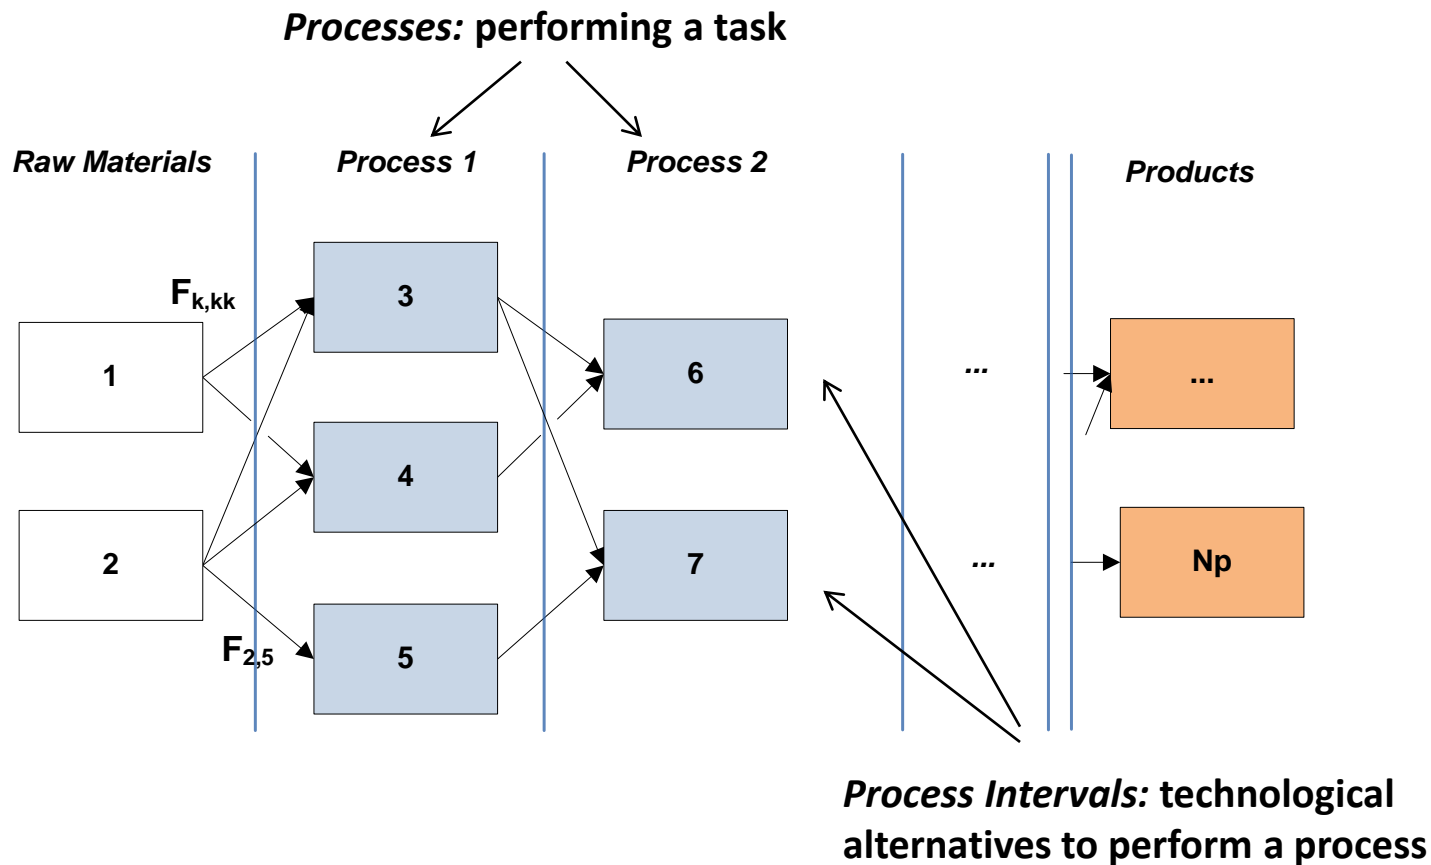 Processes: performing a task
Raw Materials
Process 1
Process 2
Products
3
Fk,kk
1
6
...
...
4
2
7
...
Np
F2,5
5
Process Intervals: technological
alternatives to perform a process